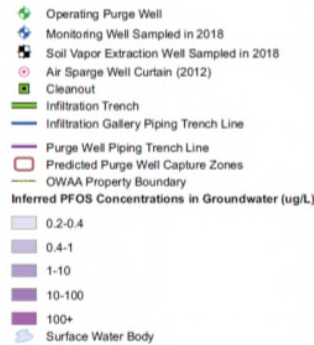 Operating Purge Well
Monitoring Well Sampled in 2018
Soil Vapor Extraction Well Sampled in 2018
Air Sparge Well Curtain (2012)
Cleanout
Infiltration Trench
Infiltration Gallery Piping Trench Line
Purge Well Piping Trench Line
Predicted Purge Well Capture Zones
OWAA Property Boundary
Inferred PFOS Concentrations in Groundwater (ug/L)
0.2-0.4
0.4-1
1-10
10-100
100+
Surface Water Body